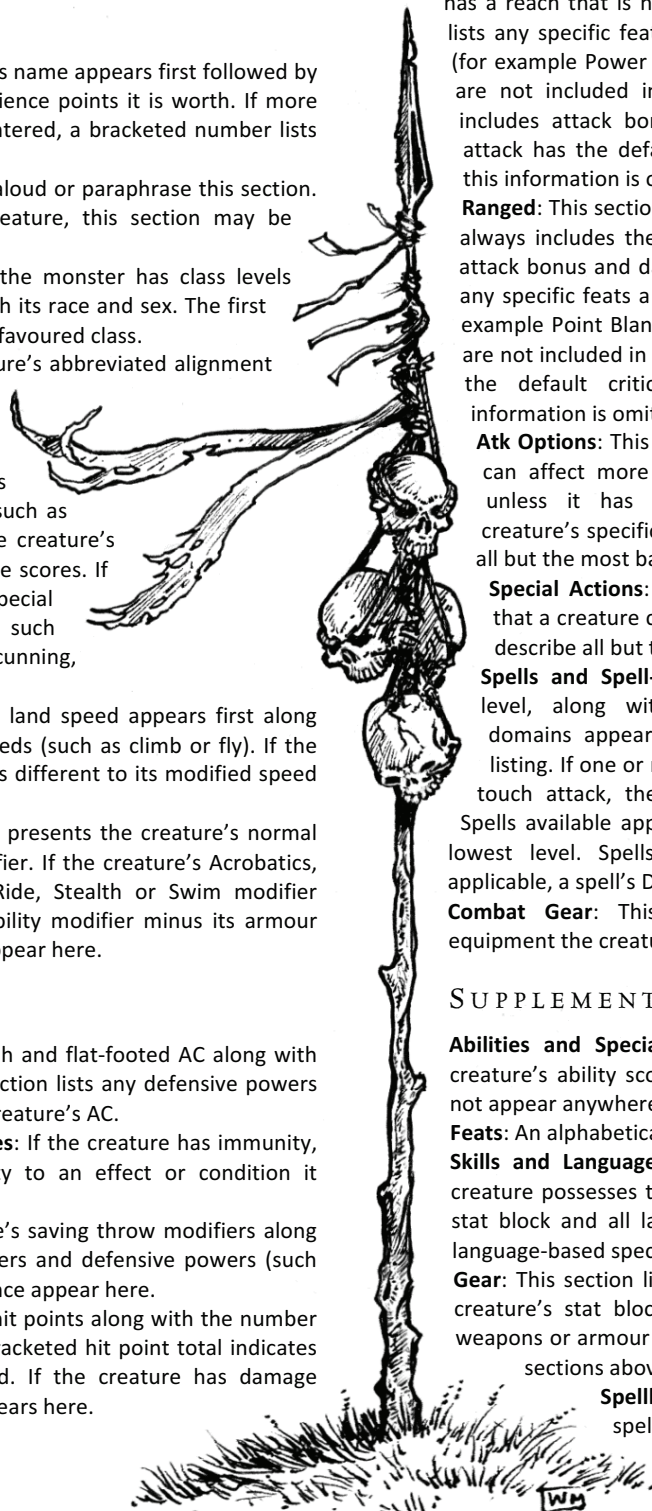 s name appears first followed by
ience points it is worth. If more
ntered, a bracketed number lists
aloud or paraphrase this section.
eature, this section may be
the monster has class levels
h its race and sex. The first
favoured class.
ure's abbreviated alignment
s
such as
e creature's
e scores. If
pecial
such
cunning,
land speed appears first along
eds (such as climb or fly). If the
s different to its modified speed
presents the creature's normal
fier. If the creature's Acrobatics,
Ride, Stealth or Swim modifier
bility modifier minus its armour
ppear here.
h and flat-footed AC along with
ection lists any defensive powers
reature's AC.
es: If the creature has immunity,
ty to an effect or condition it
e's saving throw modifiers along
ers and defensive powers (such
nce appear here.
hit points along with the number
racketed hit point total indicates
d. If the creature has damage
ears here.
has a reach that is n
lists any specific feat
(for example Power
are not included i
includes attack bo
attack has the defa
this information is o
Ranged: This section
always includes the
attack bonus and da
any specific feats a
example Point Blan
are not included in
the default critic
information is omit
Atk Options: This
can affect more
unless it has
creature's specific
all but the most ba
Special Actions:
that a creature c
describe all but t
Spells and Spell-
level, along wit
domains appear
listing. If one or m
touch attack, the
Spells available app
lowest level. Spells
applicable, a spell's D
Combat Gear: This
equipment the creatu
SUPPLEMENT
Abilities and Specia
creature's ability sco
not appear anywhere
Feats: An alphabetica
Skills and Language
creature possesses t
stat block and all la
language-based spec
Gear: This section li
creature's stat bloc
weapons or armour
sections abov
Spellb
spel
WM